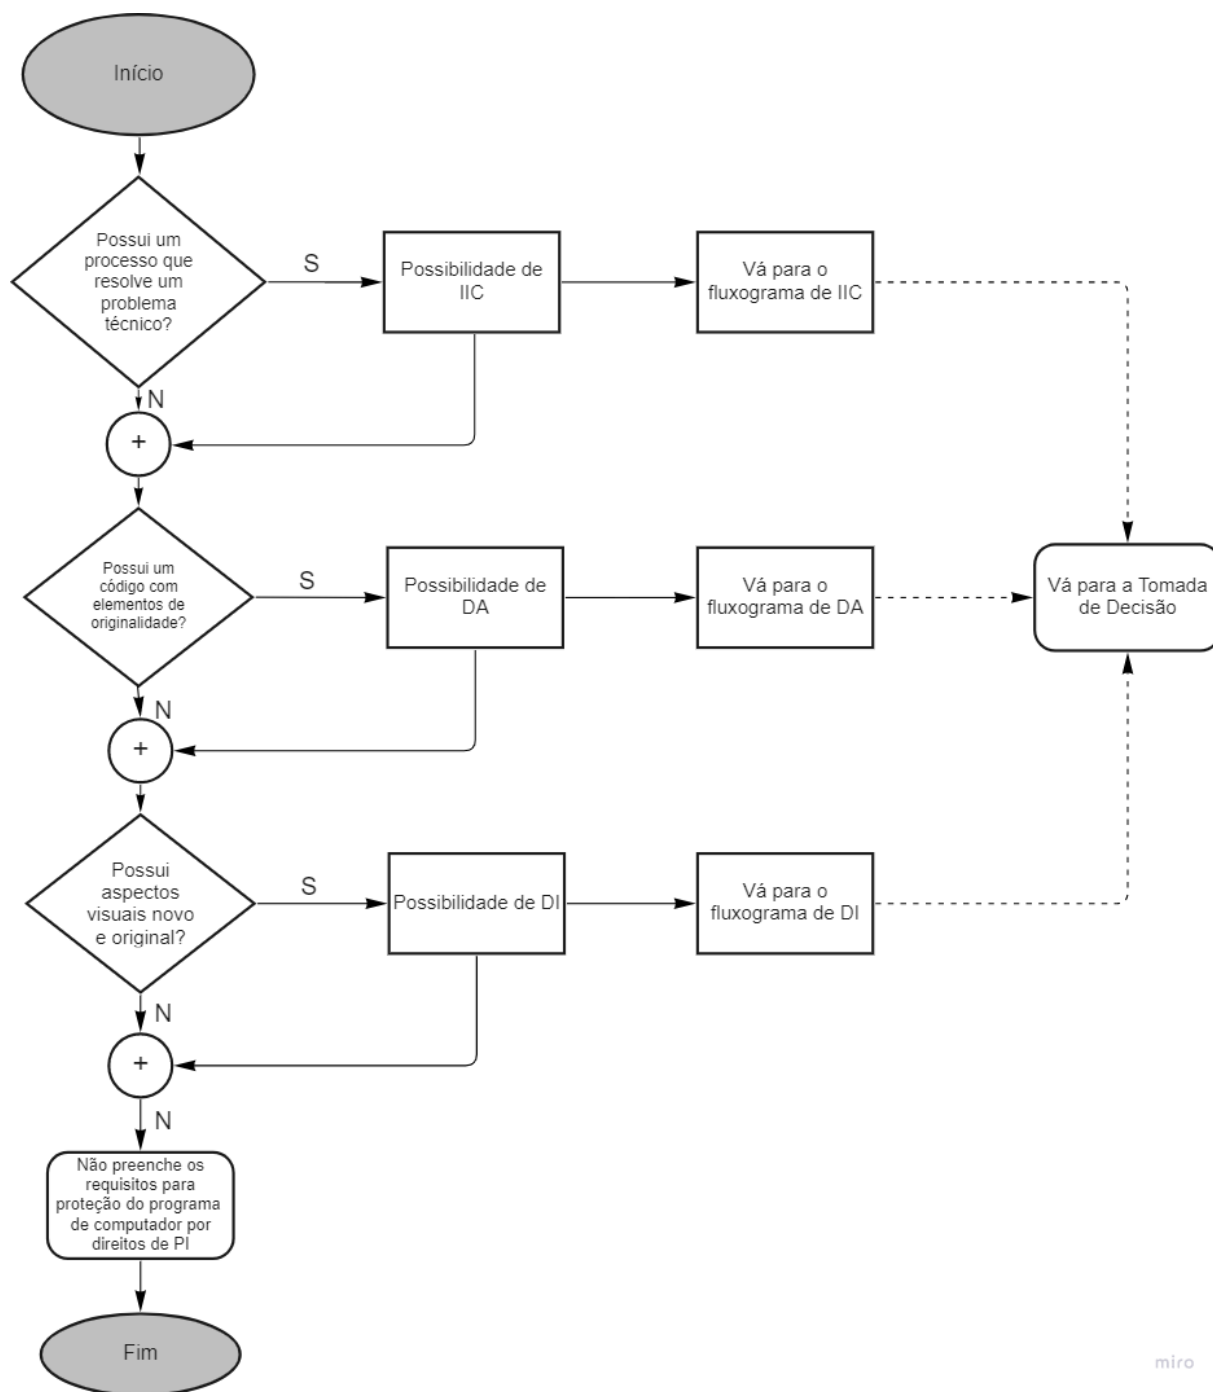 Início
Possui um
processo que
resolve um
problema
técnico?
S
Possibilidade de
IIC
Vá para o
fluxograma de IIC
N
+
Possui um
código com
elementos de
originalidade?
S
Possibilidade de
DA
Vá para o
fluxograma de DA
Vá para a Tomada
de Decisão
N
+
Possui
aspectos
visuais novo
e original?
S
Possibilidade de DI
Vá para o
fluxograma de DI
N
+
N
Não preenche os
requisitos para
proteção do programa
de computador por
direitos de PI
Fim
miro